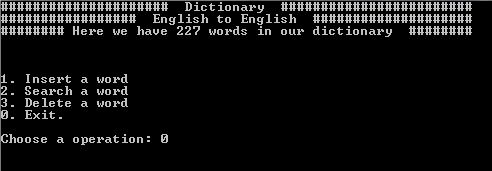 ##################### Dictionary ########################
################# English to English ####################
######## Here we have 227 words in our dictionary ########
1. Insert a word
2. Search a word
3. Delete a word
0. Exit.
Choose a operation: 0